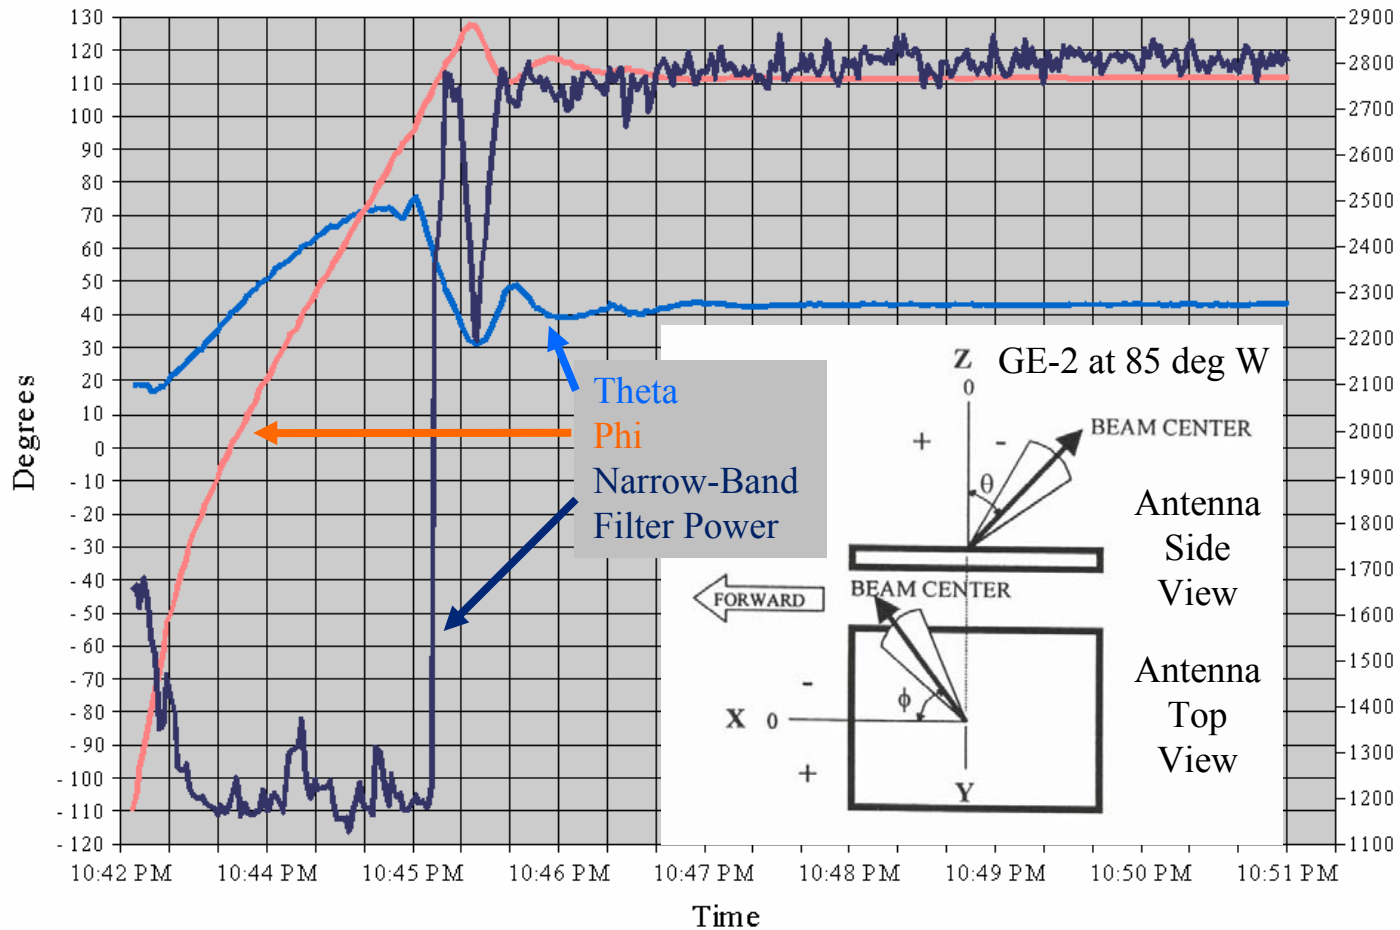 130
120
110
100
90
80
70
60
50
40
30
20
10
0
- 10
- 20
- 30
- 40
- 50
- 60
- 70
- 80
- 90
- 100
- 110
- 120
Degrees
2900
2800
2700
2600
2500
2400
2300
2200
2100
2000
1900
1800
1700
1600
1500
1400
1300
1200
1100
10:42 PM 10:44 PM 10:45 PM 10:46 PM 10:47 PM 10:48 PM 10:49 PM 10:50 PM 10:51 PM
Time
Theta
Phi
Narrow-Band
Filter Power
GE-2 at 85 deg W
Z
0
+ -
BEAM CENTER
θ
Antenna
Side
View
FORWARD
BEAM CENTER
-
X 0
ϕ
+
Y
Antenna
Top
View